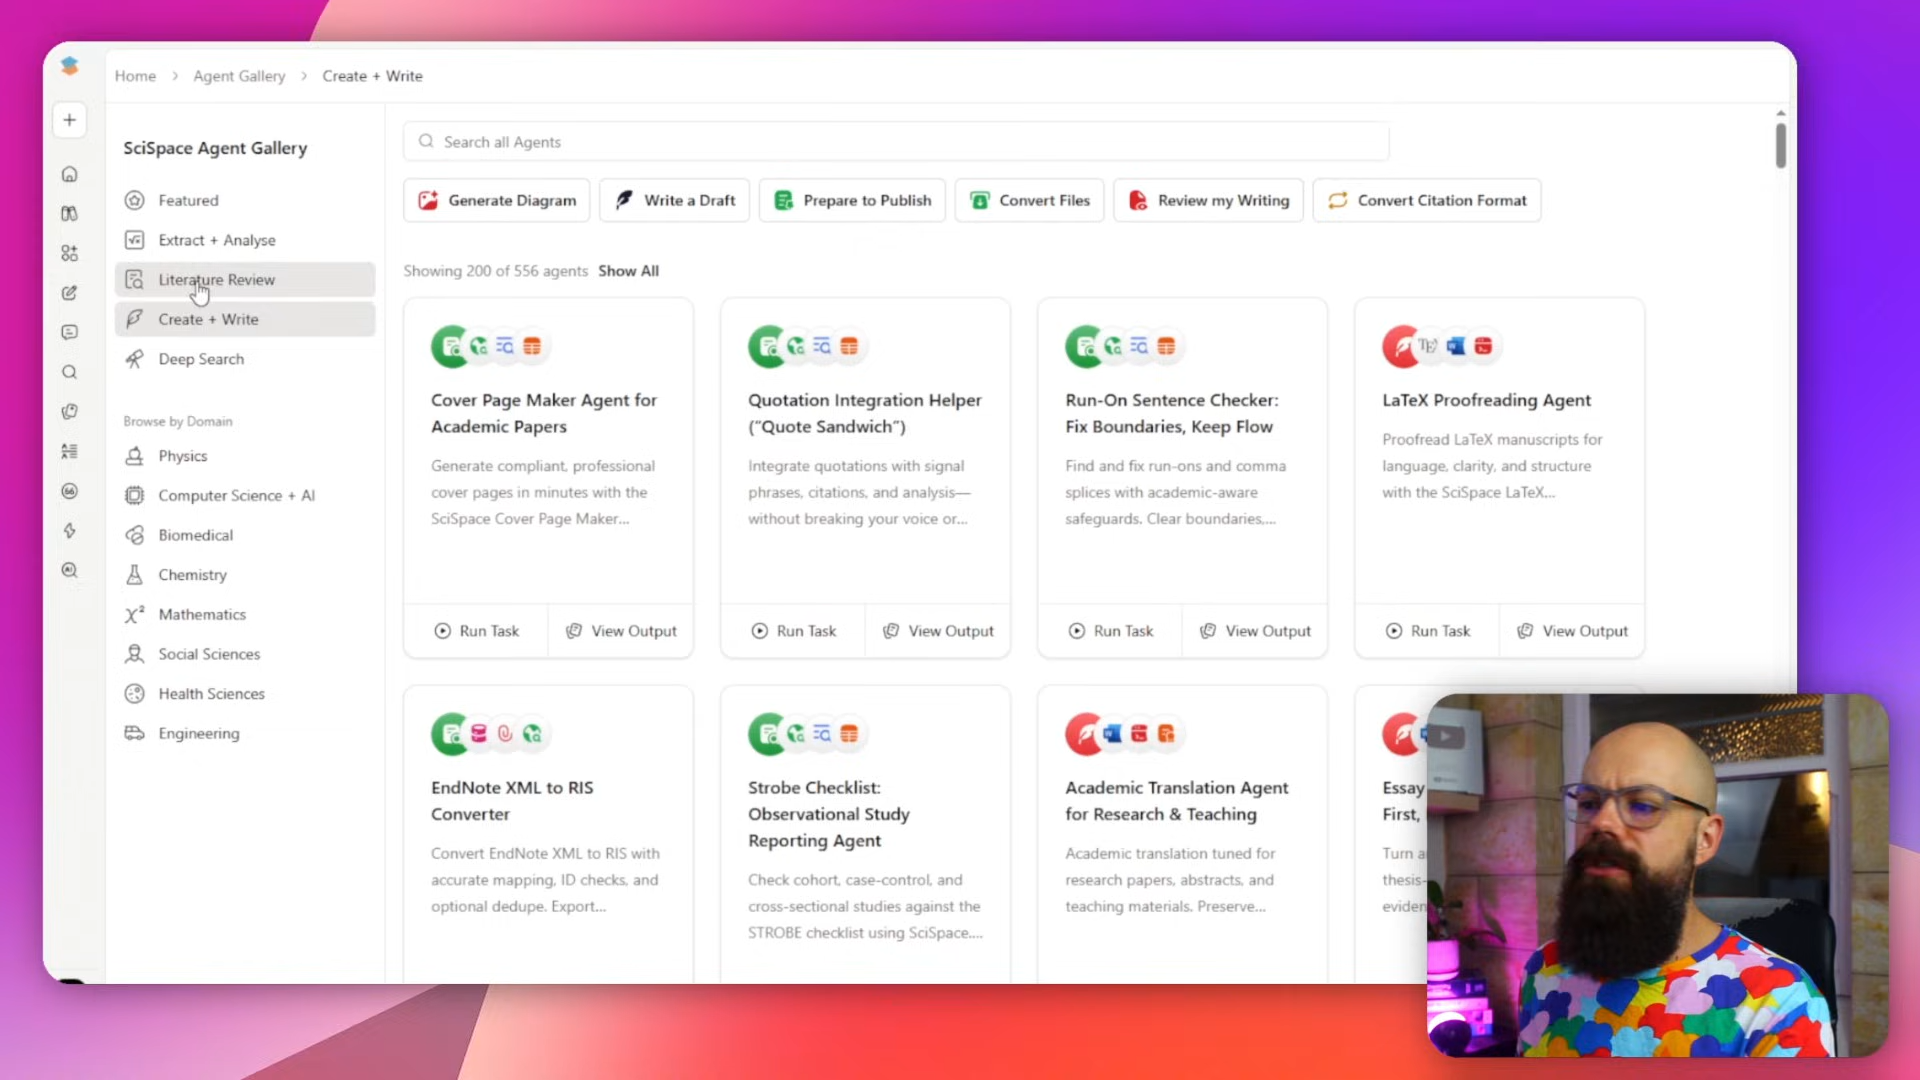 Home > Agent Gallery > Create + Write
SciSpace Agent Gallery
Featured
Extract + Analyse
Literature Review
Create + Write
Deep Search
Browse by Domain
Physics
Computer Science + AI
Biomedical
Chemistry
Mathematics
Social Sciences
Health Sciences
Engineering
Search all Agents
Generate Diagram
Write a Draft
Prepare to Publish
Convert Files
Review my Writing
Convert Citation Format
Showing 200 of 556 agents Show All
Cover Page Maker Agent for
Academic Papers
Generate compliant, professional
cover pages in minutes with the
SciSpace Cover Page Maker...
Run Task
View Output
Quotation Integration Helper
(“Quote Sandwich”)
Integrate quotations with signal
phrases, citations, and analysis—
without breaking your voice or...
Run Task
View Output
Run-On Sentence Checker:
Fix Boundaries, Keep Flow
Find and fix run-ons and comma
splices with academic-aware
safeguards. Clear boundaries,...
Run Task
View Output
LaTeX Proofreading Agent
Proofread LaTeX manuscripts for
language, clarity, and structure
with the SciSpace LaTeX...
Run Task
View Output
EndNote XML to RIS
Converter
Convert EndNote XML to RIS with
accurate mapping, ID checks, and
optional dedupe. Export...
Strobe Checklist:
Observational Study
Reporting Agent
Check cohort, case-control, and
cross-sectional studies against the
STROBE checklist using SciSpace....
Academic Translation Agent
for Research & Teaching
Academic translation tuned for
research papers, abstracts, and
teaching materials. Preserve...
Essay
First,
Turn a
thesis-
eviden